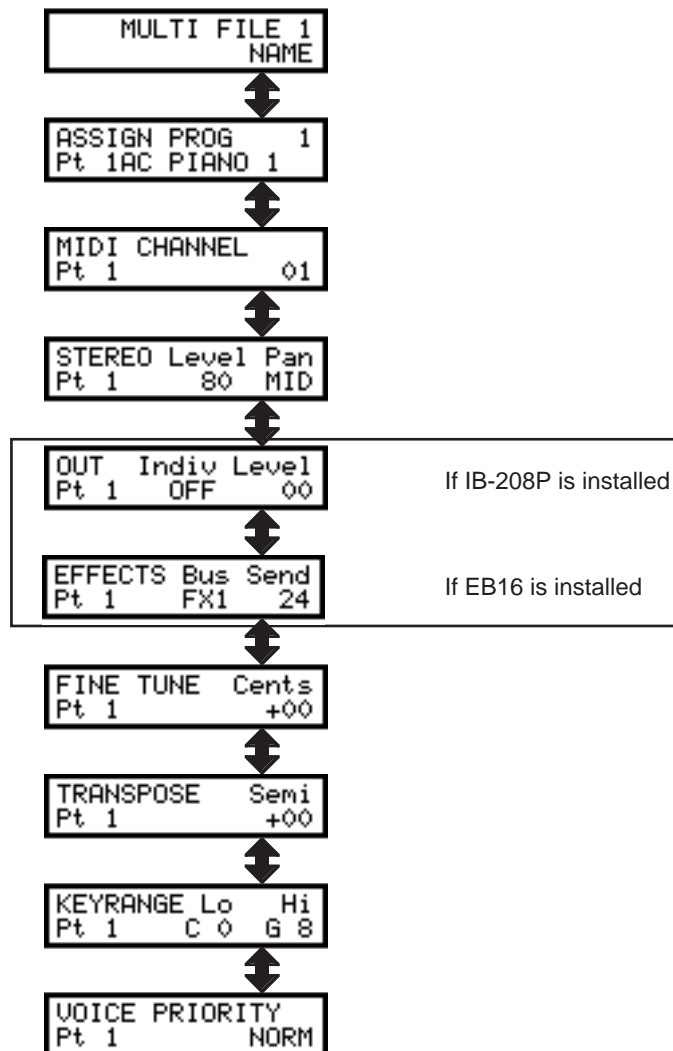 MULTI FILE 1
NAME
ASSIGN PROG 1
Pt 1AC PIANO 1
MIDI CHANNEL
Pt 1 01
STEREO Level Pan
Pt 1 80 MID
OUT Indiv Level
Pt 1 OFF 00
If IB-208P is installed
EFFECTS Bus Send
Pt 1 FX1 24
If EB16 is installed
FINE TUNE Cents
Pt 1 +00
TRANSPOSE Semi
Pt 1 +00
KEYRANGE Lo Hi
Pt 1 C 0 G 8
VOICE PRIORITY
Pt 1 NORM